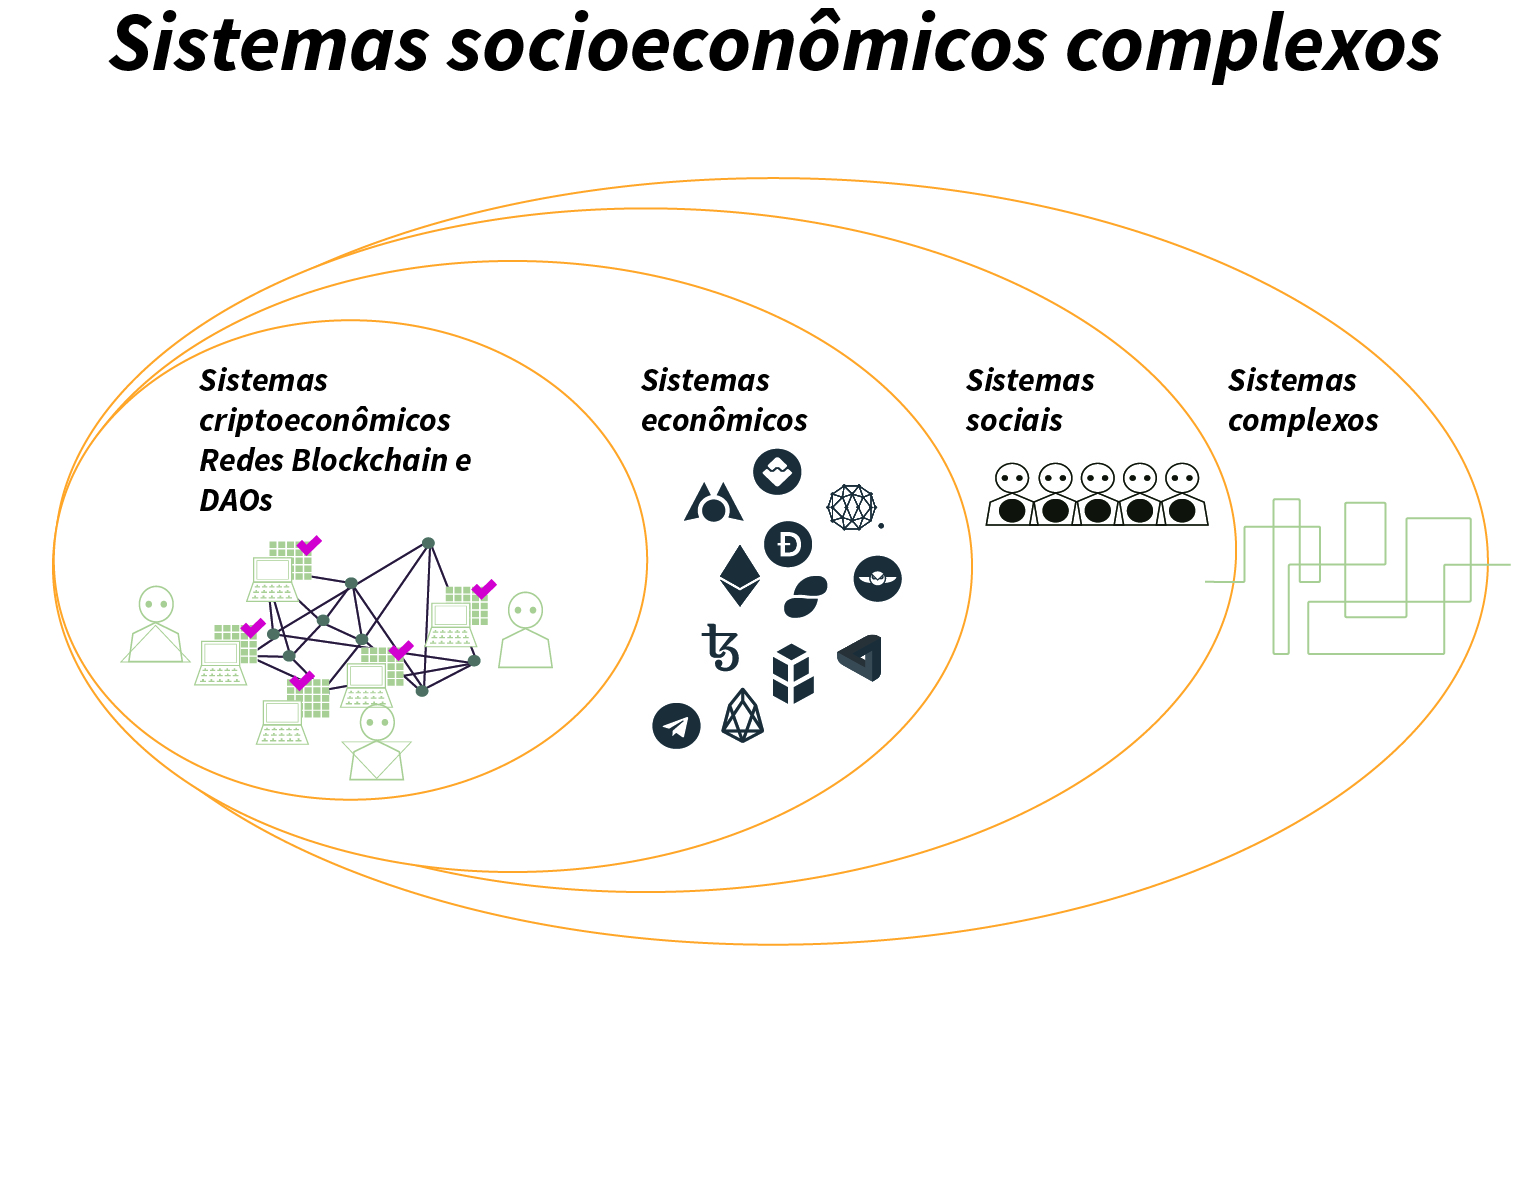 Sistemas socioeconômicos complexos
Sistemas
criptoeconômicos
Redes Blockchain e
DAOs
Sistemas
econômicos
Sistemas
sociais
Sistemas
complexos